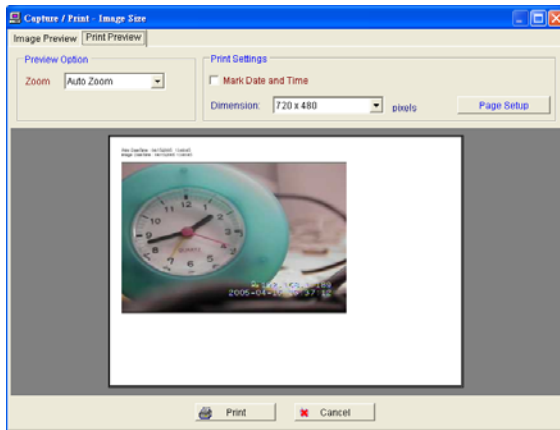 Capture / Print - Image Size
Image Preview Print Preview
Preview Option
Zoom Auto Zoom
Print Settings
Mark Date and Time
Dimension: 720 x 480 pixels
Page Setup
12
1
2
3
4
5
6
7
8
9
10
QUARTZ
Print Cancel